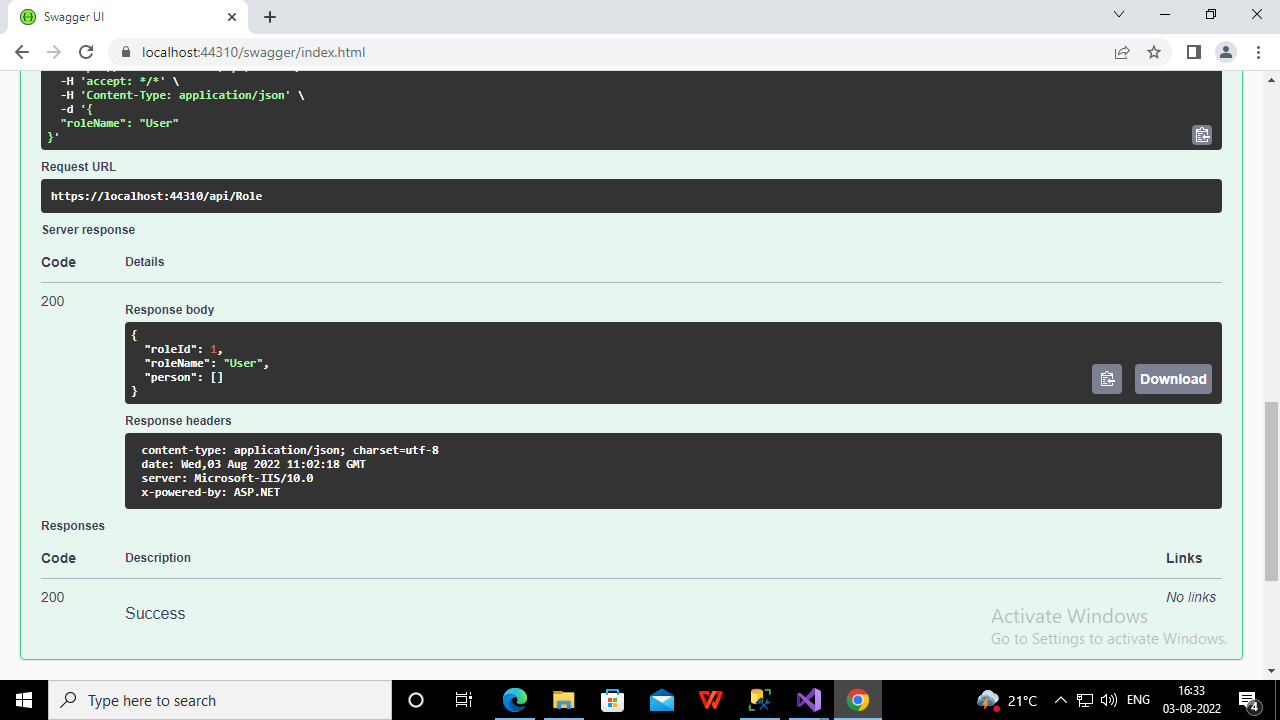 Swagger UI
localhost:44310/swagger/index.html
-H 'accept: */*' \
-H 'Content-Type: application/json' \
-d '{
"roleName": "User"
}'
Request URL
https://localhost:44310/api/Role
Server response
Code Details
200
Response body
{
"roleId": 1,
"roleName": "User",
"person": []
}
Download
Response headers
content-type: application/json; charset=utf-8
date: Wed,03 Aug 2022 11:02:18 GMT
server: Microsoft-IIS/10.0
x-powered-by: ASP.NET
Responses
Code Description Links
200 No links
Success
Activate Windows
Go to Settings to activate Windows.
Type here to search
21°C
ENG
16:33
03-08-2022
4